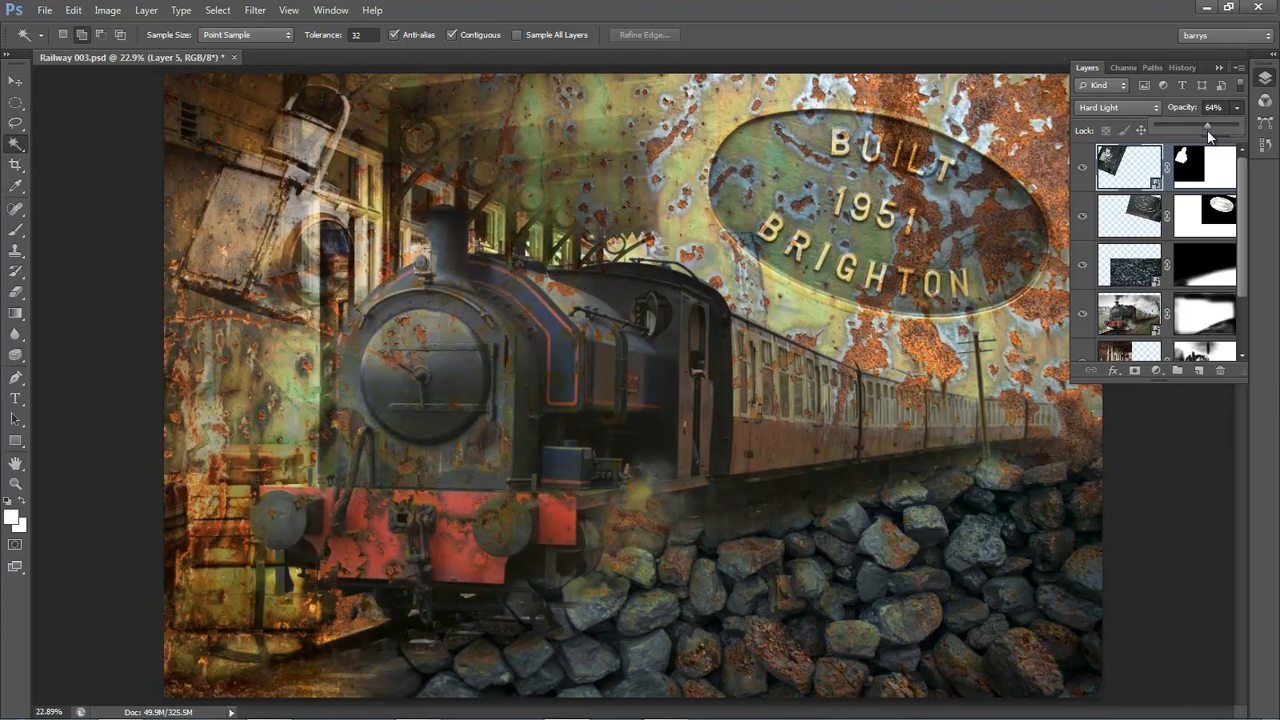 Ps File Edit Image Layer Type Select Filter View Window Help
Sample Size: Point Sample Tolerance: 32 Anti-alias Contiguous Sample All Layers Refine Edge... barrys
Railway 003.psd @ 22.9% (Layer 5, RGB/8*) * ×
Layers Channe Paths History
Kind
Hard Light Opacity: 64%
Lock:
BUILT
1951
BRIGHTON
22.89% Doc: 49.9M/325.5M